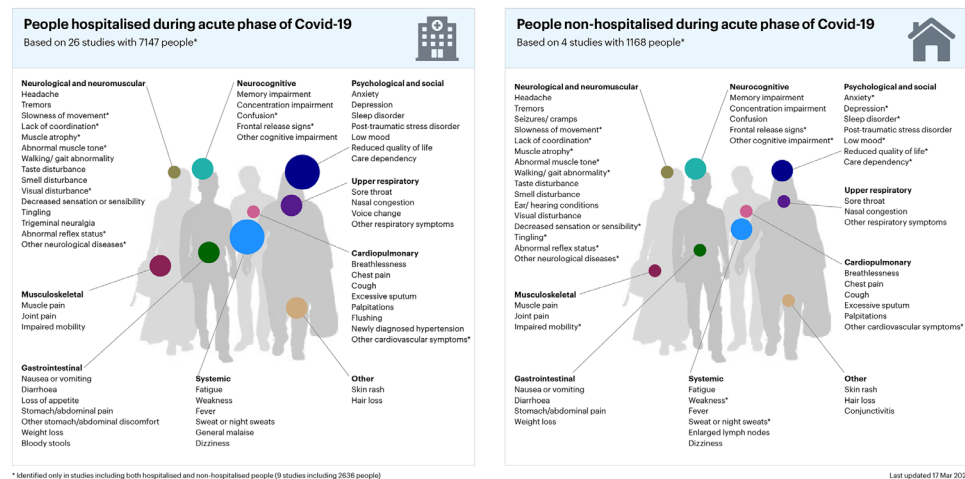 People hospitalised during acute phase of Covid-19
Based on 26 studies with 7147 people*
Neurological and neuromuscular
Headache
Tremors
Slowness of movement*
Lack of coordination*
Muscle atrophy*
Abnormal muscle tone*
Walking/ gait abnormality
Taste disturbance
Smell disturbance
Visual disturbance*
Decreased sensation or sensibility
Tingling
Trigeminal neuralgia
Abnormal reflex status*
Other neurological diseases*
Neurocognitive
Memory impairment
Concentration impairment
Confusion*
Frontal release signs*
Other cognitive impairment
Psychological and social
Anxiety
Depression
Sleep disorder
Post-traumatic stress disorder
Low mood
Reduced quality of life
Care dependency
Upper respiratory
Sore throat
Nasal congestion
Voice change
Other respiratory symptoms
Cardiopulmonary
Breathlessness
Chest pain
Cough
Excessive sputum
Palpitations
Flushing
Newly diagnosed hypertension
Other cardiovascular symptoms*
Musculoskeletal
Muscle pain
Joint pain
Impaired mobility
Gastrointestinal
Nausea or vomiting
Diarrhoea
Loss of appetite
Stomach/abdominal pain
Other stomach/abdominal discomfort
Weight loss
Bloody stools
Systemic
Fatigue
Weakness
Fever
Sweat or night sweats
General malaise
Dizziness
Other
Skin rash
Hair loss
People non-hospitalised during acute phase of Covid-19
Based on 4 studies with 1168 people*
Neurological and neuromuscular
Headache
Tremors
Seizures/ cramps
Slowness of movement*
Lack of coordination*
Muscle atrophy*
Abnormal muscle tone*
Walking/ gait abnormality*
Taste disturbance
Smell disturbance
Ear/ hearing conditions
Visual disturbance
Decreased sensation or sensibility*
Tingling*
Abnormal reflex status*
Other neurological diseases*
Neurocognitive
Memory impairment
Concentration impairment
Confusion
Frontal release signs*
Other cognitive impairment*
Psychological and social
Anxiety*
Depression*
Sleep disorder*
Post-traumatic stress disorder
Low mood*
Reduced quality of life*
Care dependency*
Upper respiratory
Sore throat
Nasal congestion
Other respiratory symptoms
Cardiopulmonary
Breathlessness
Chest pain
Cough
Excessive sputum
Palpitations
Other cardiovascular symptoms*
Musculoskeletal
Muscle pain
Joint pain
Impaired mobility*
Gastrointestinal
Nausea or vomiting
Diarrhoea
Stomach/abdominal pain
Weight loss
Systemic
Fatigue
Weakness*
Fever
Sweat or night sweats*
Enlarged lymph nodes
Dizziness
Other
Skin rash
Hair loss
Conjunctivitis
* Identified only in studies including both hospitalised and non-hospitalised people (9 studies including 2636 people)
Last updated 17 Mar